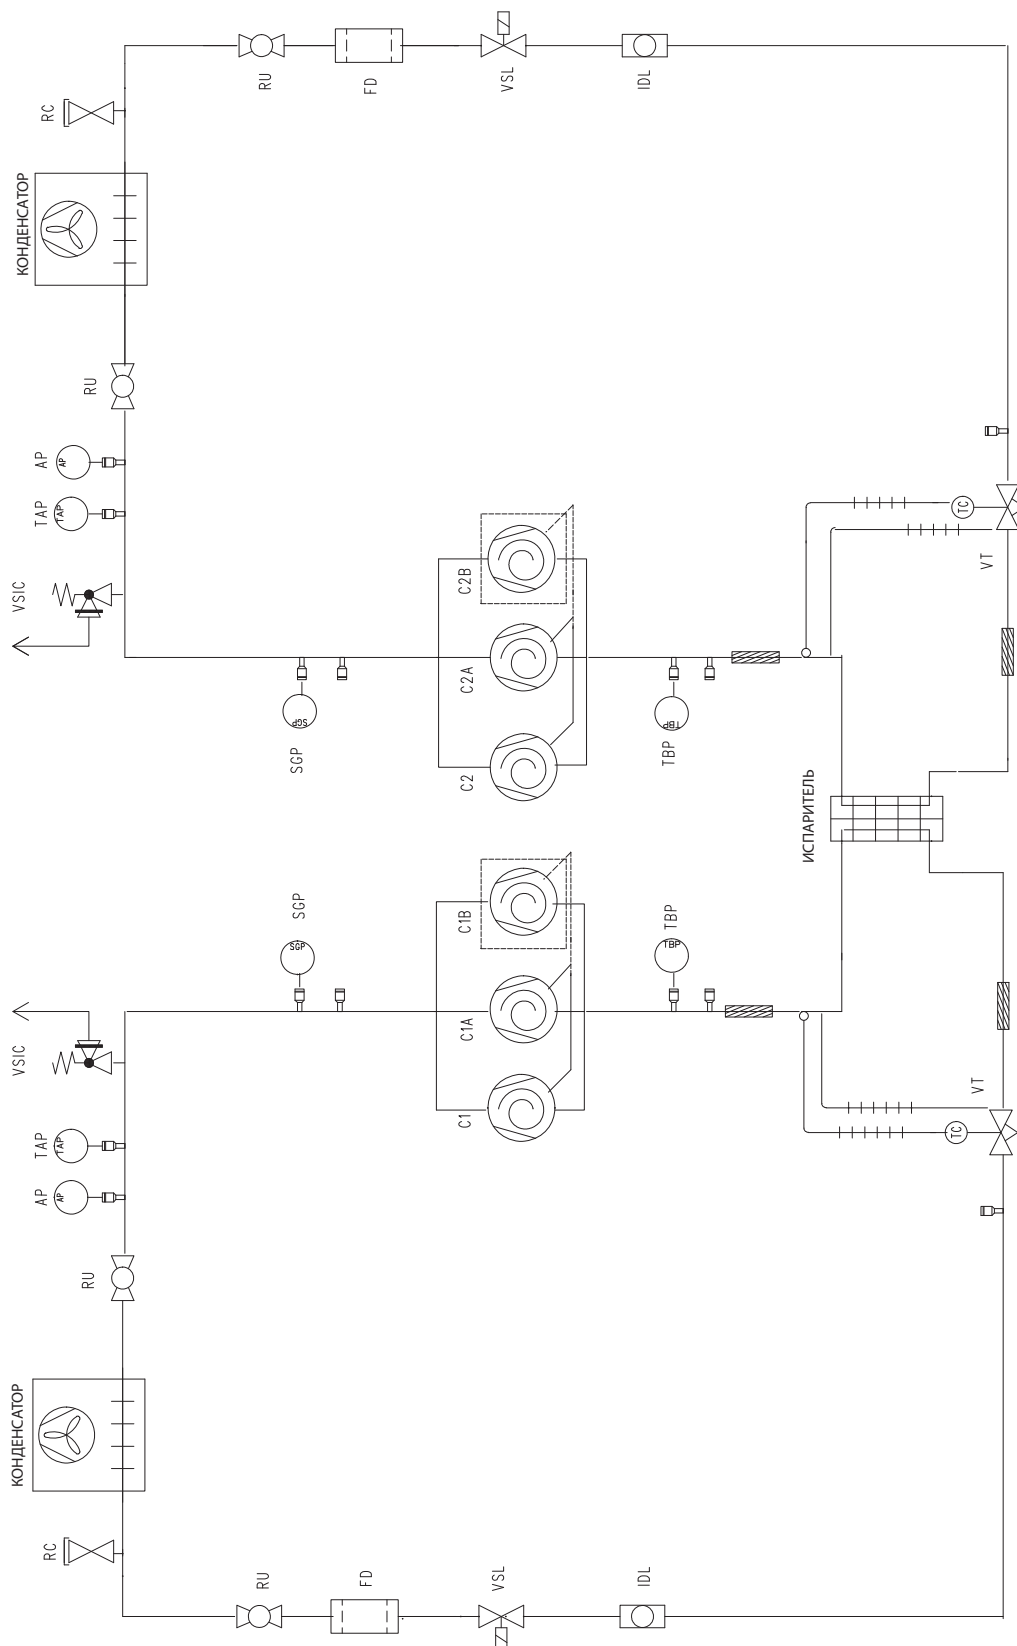 RU
FD
VSL
IDL
RC
КОНДЕНСАТОР
RU
AP
AP
TAP
TAP
VSIC
SGP
SGP
C2B
C2A
C2
TBP
TBP
TC
VT
ИСПАРИТЕЛЬ
SGP
SGP
C1B
C1A
C1
TBP
TBP
VSIC
TAP
TAP
AP
AP
RU
TC
VT
КОНДЕНСАТОР
RC
RU
FD
VSL
IDL